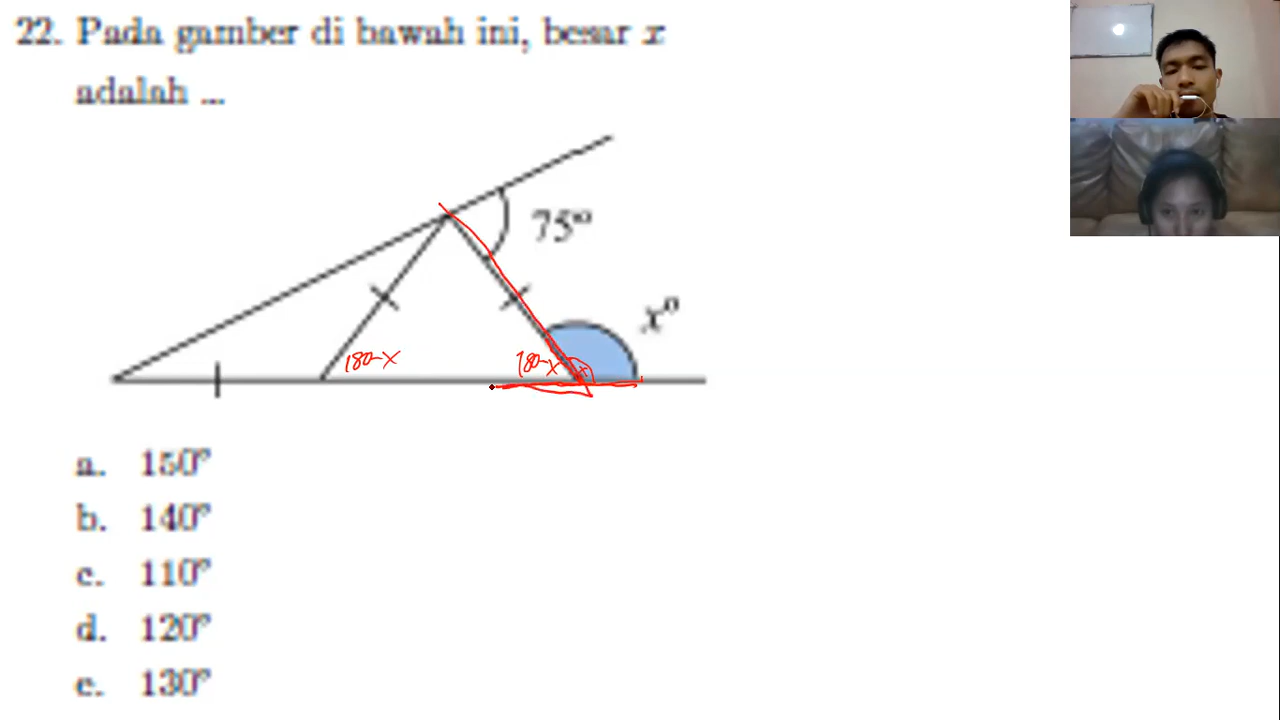 22. Pada gambar di bawah ini, besar x
adalah ...
75°
x°
180-x
180-x
x
a. 150°
b. 140°
c. 110°
d. 120°
e. 130°